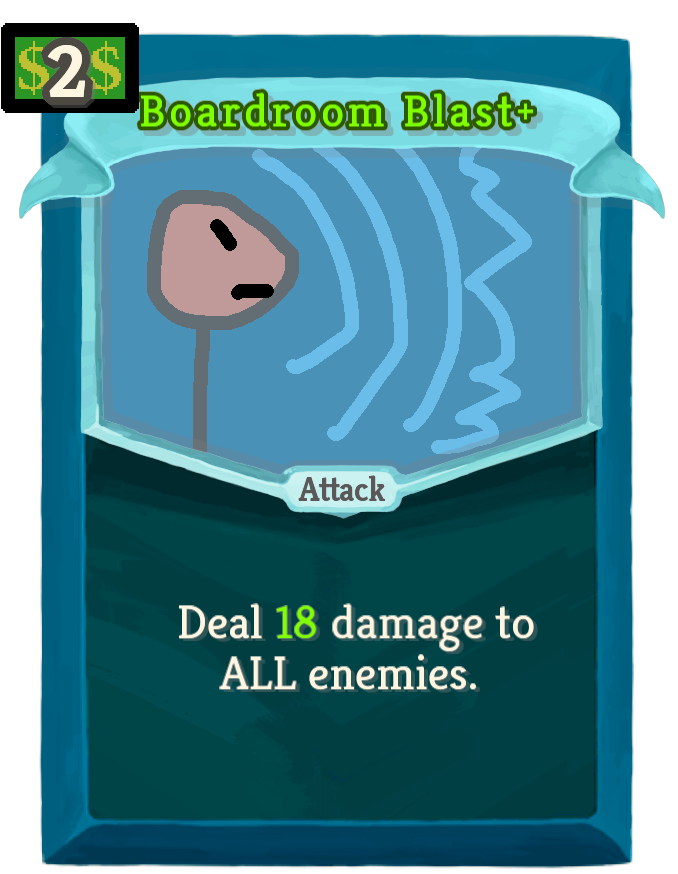 $2$
Boardroom Blast+
Attack
Deal 18 damage to
ALL enemies.